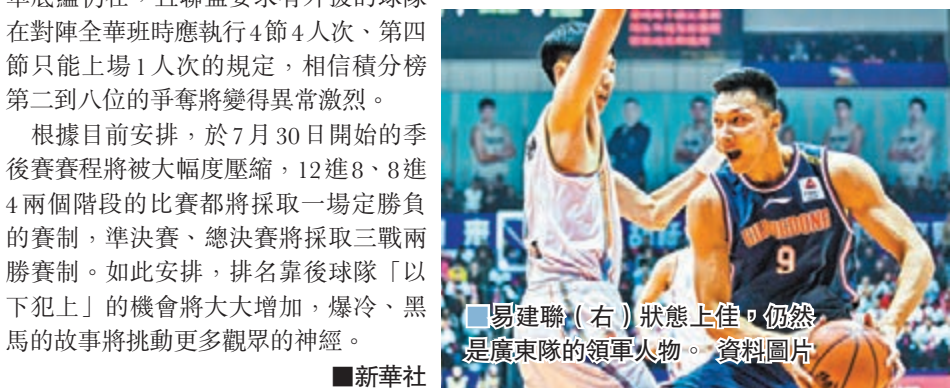 在對陣全華班時應執行4節4人次、第四
節只能上場1人次的規定，相信積分榜
第二到八位的爭奪將變得異常激烈。
根據目前安排，於7月30日開始的季
後賽賽程將被大幅度壓縮，12進8、8進
4兩個階段的比賽都將採取一場定勝負
的賽制，準決賽、總決賽將採取三戰兩
勝賽制。如此安排，排名靠後球隊「以
下犯上」的機會將大大增加，爆冷、黑
馬的故事將挑動更多觀眾的神經。
■新華社
GUANGDONG
9
■易建聯（右）狀態上佳，仍然
是廣東隊的領軍人物。 資料圖片